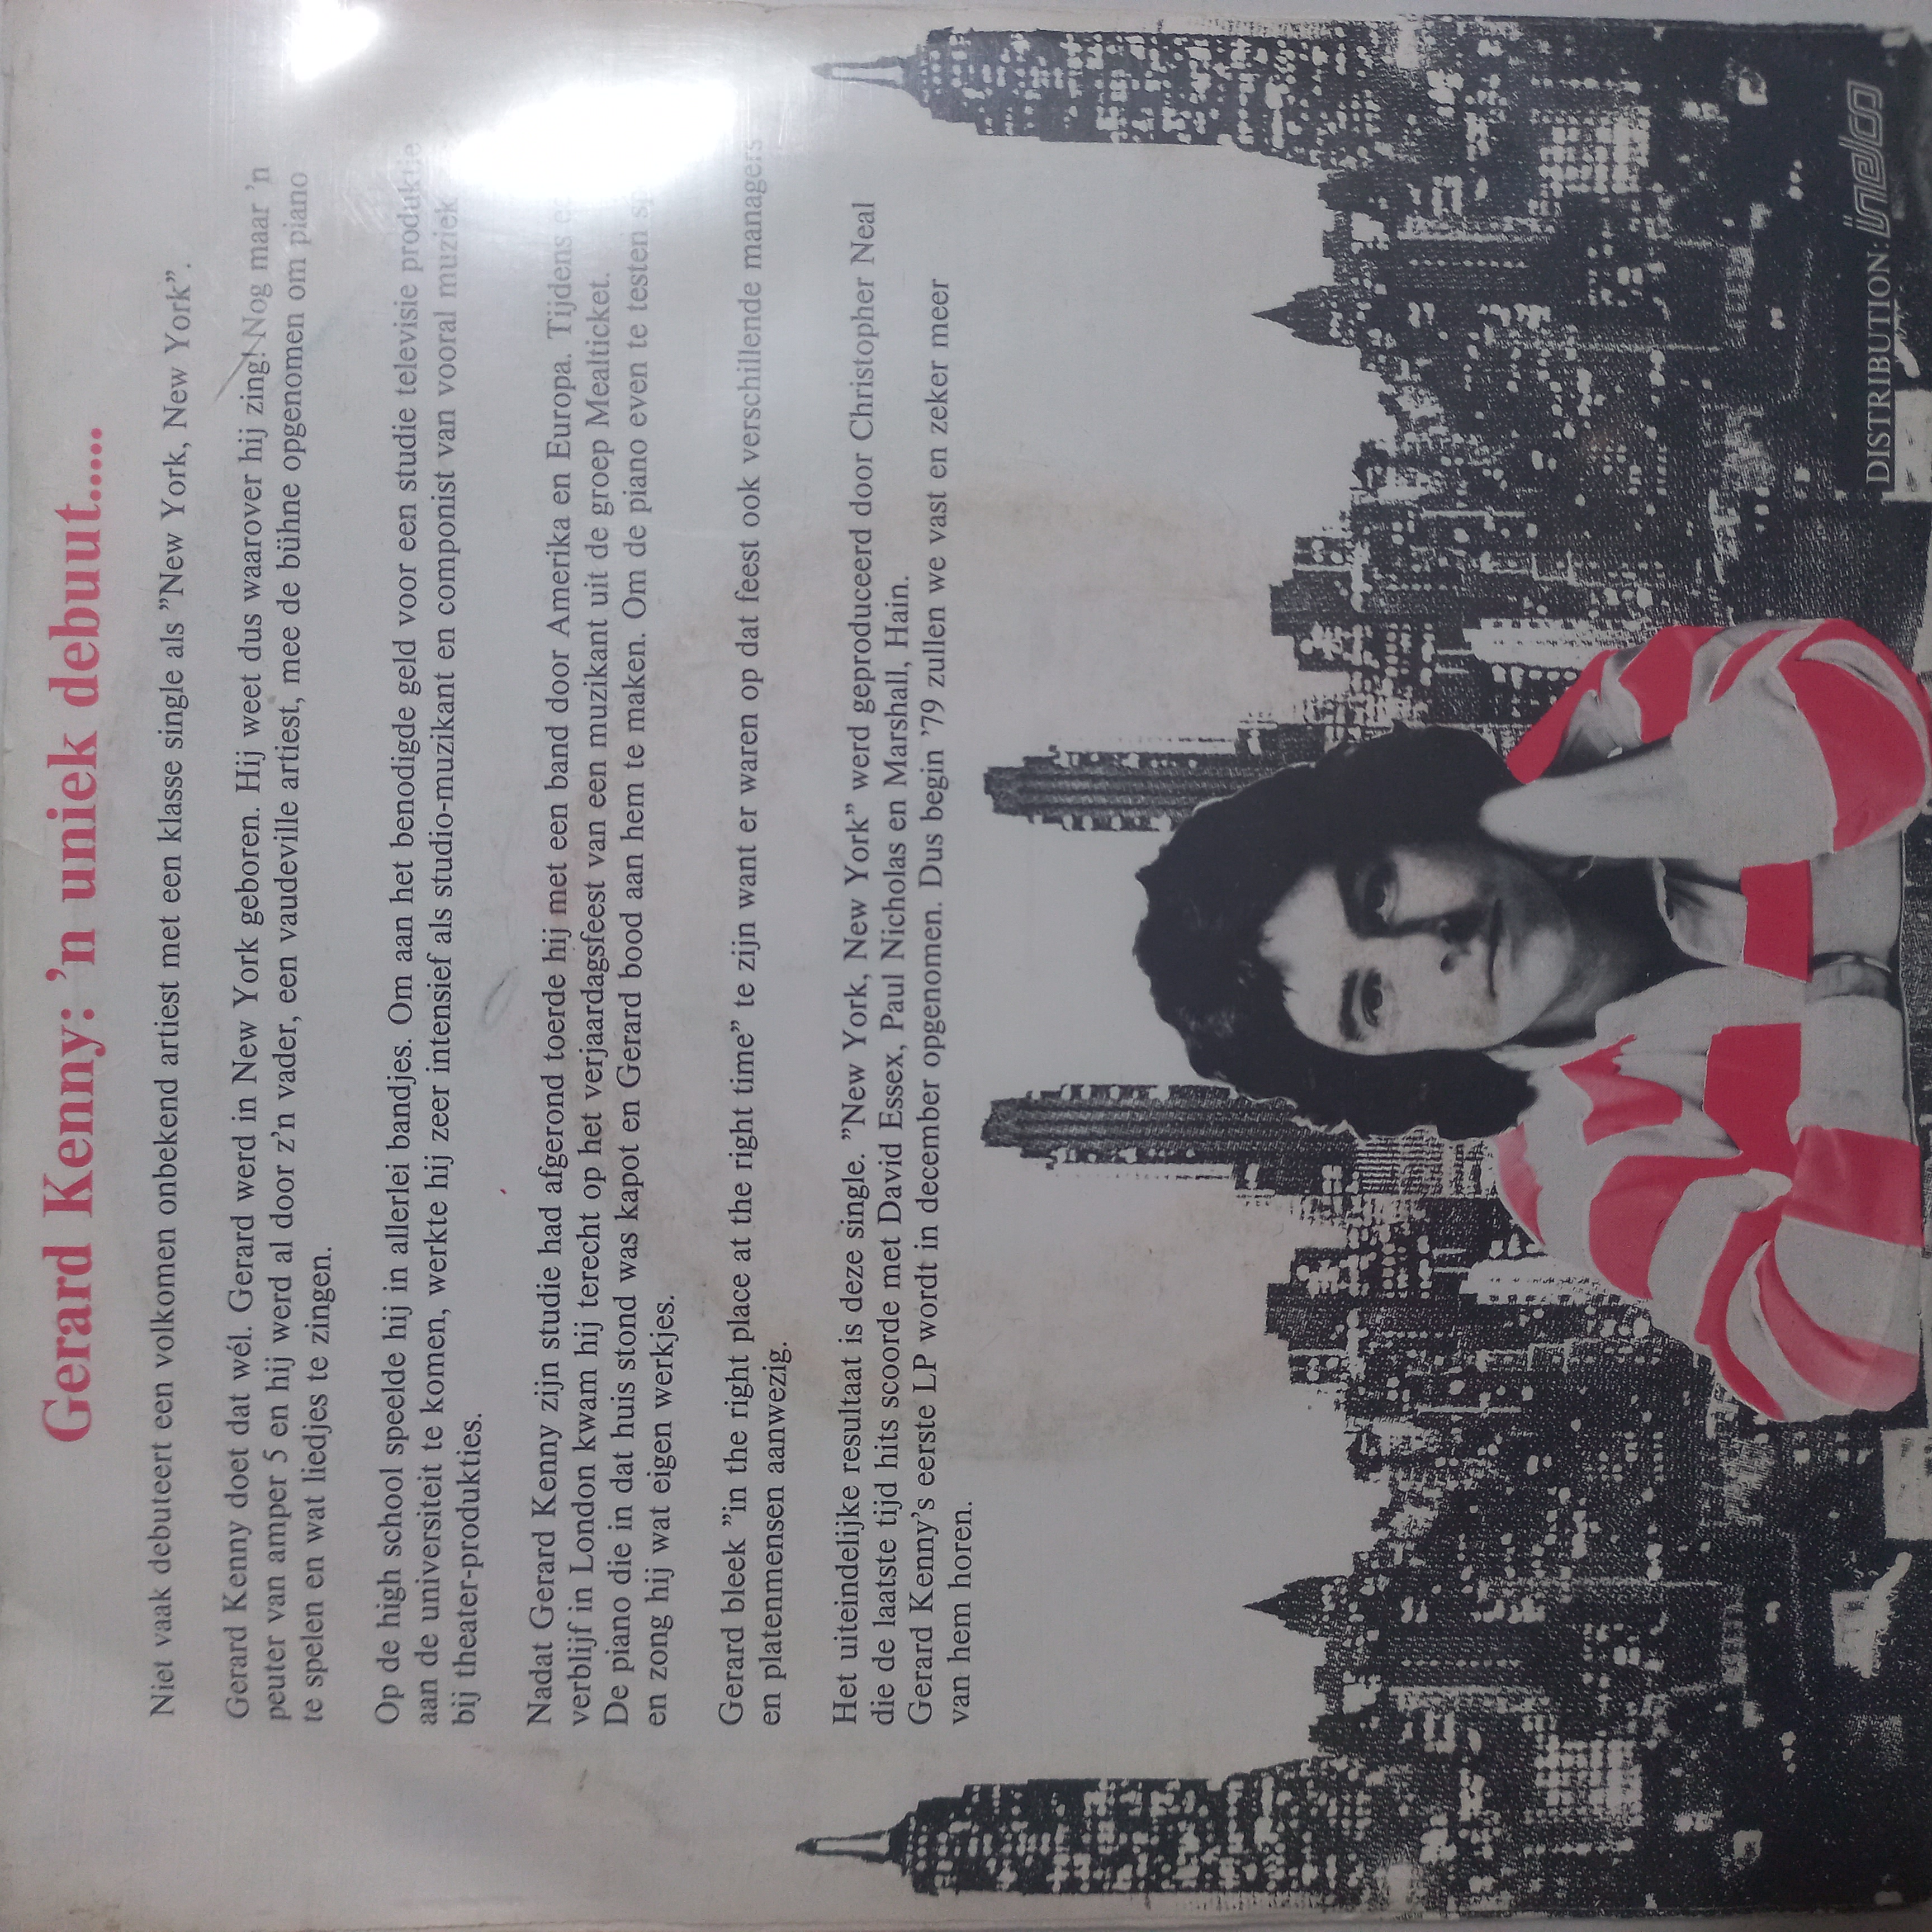 Gerard Kenny: ’n uniek debuut.....
Niet vaak debuteert een volkomen onbekend artiest met een klasse single als ”New York, New York”.
Gerard Kenny doet dat wél. Gerard werd in New York geboren. Hij weet dus waarover hij zing! Nog maar ’n
peuter van amper 5 en hij werd al door z’n vader, een vaudeville artiest, mee de bühne opgenomen om piano
te spelen en wat liedjes te zingen.
Op de high school speelde hij in allerlei bandjes. Om aan het benodigde geld voor een studie televisie produktie
aan de universiteit te komen, werkte hij zeer intensief als studio-muzikant en componist van vooral muziek
bij theater-produkties.
Nadat Gerard Kenny zijn studie had afgerond toerde hij met een band door Amerika en Europa. Tijdens
verblijf in London kwam hij terecht op het verjaardagsfeest van een muzikant uit de groep Mealticket.
De piano die in dat huis stond was kapot en Gerard bood aan hem te maken. Om de piano even te testen
en zong hij wat eigen werkjes.
Gerard bleek ”in the right place at the right time” te zijn want er waren op dat feest ook verschillende managers
en platenmensen aanwezig.
Het uiteindelijke resultaat is deze single. ”New York, New York” werd geproduceerd door Christopher Neal
die de laatste tijd hits scoorde met David Essex, Paul Nicholas en Marshall, Hain.
Gerard Kenny’s eerste LP wordt in december opgenomen. Dus begin ’79 zullen we vast en zeker meer
van hem horen.
DISTRIBUTION: inelco